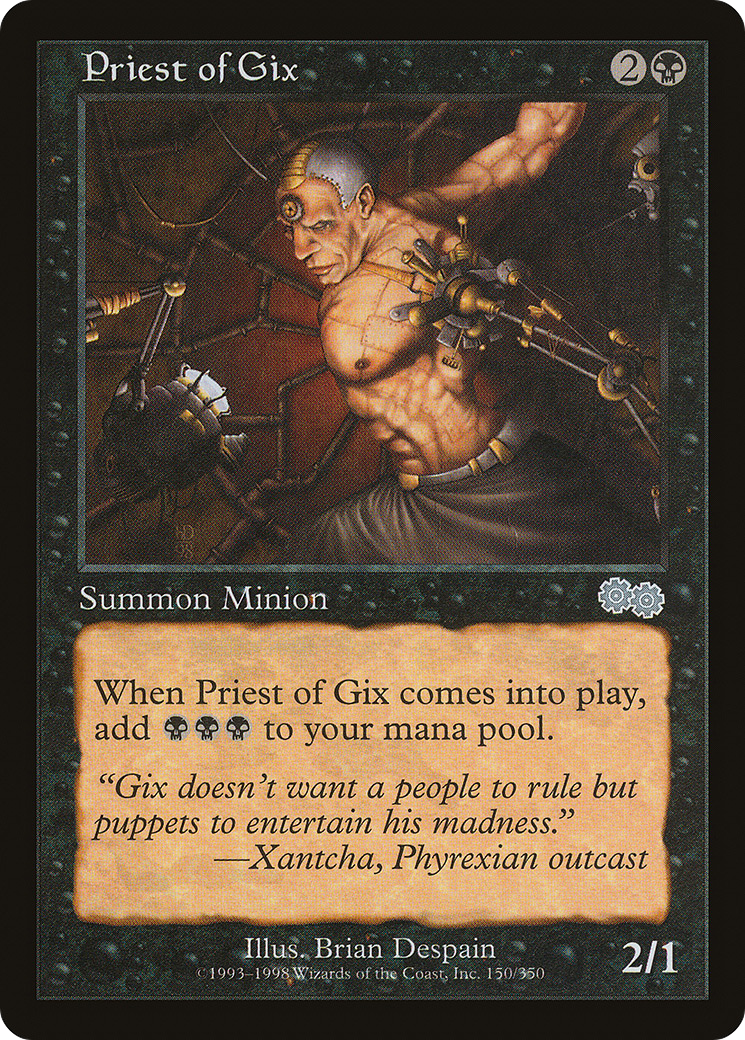 Priest of Gix 2
BD
98
Summon Minion
When Priest of Gix comes into play,
add to your mana pool.
“Gix doesn’t want a people to rule but
puppets to entertain his madness.”
—Xantcha, Phyrexian outcast
Illus. Brian Despain
©1993–1998 Wizards of the Coast, Inc. 150/350
2/1